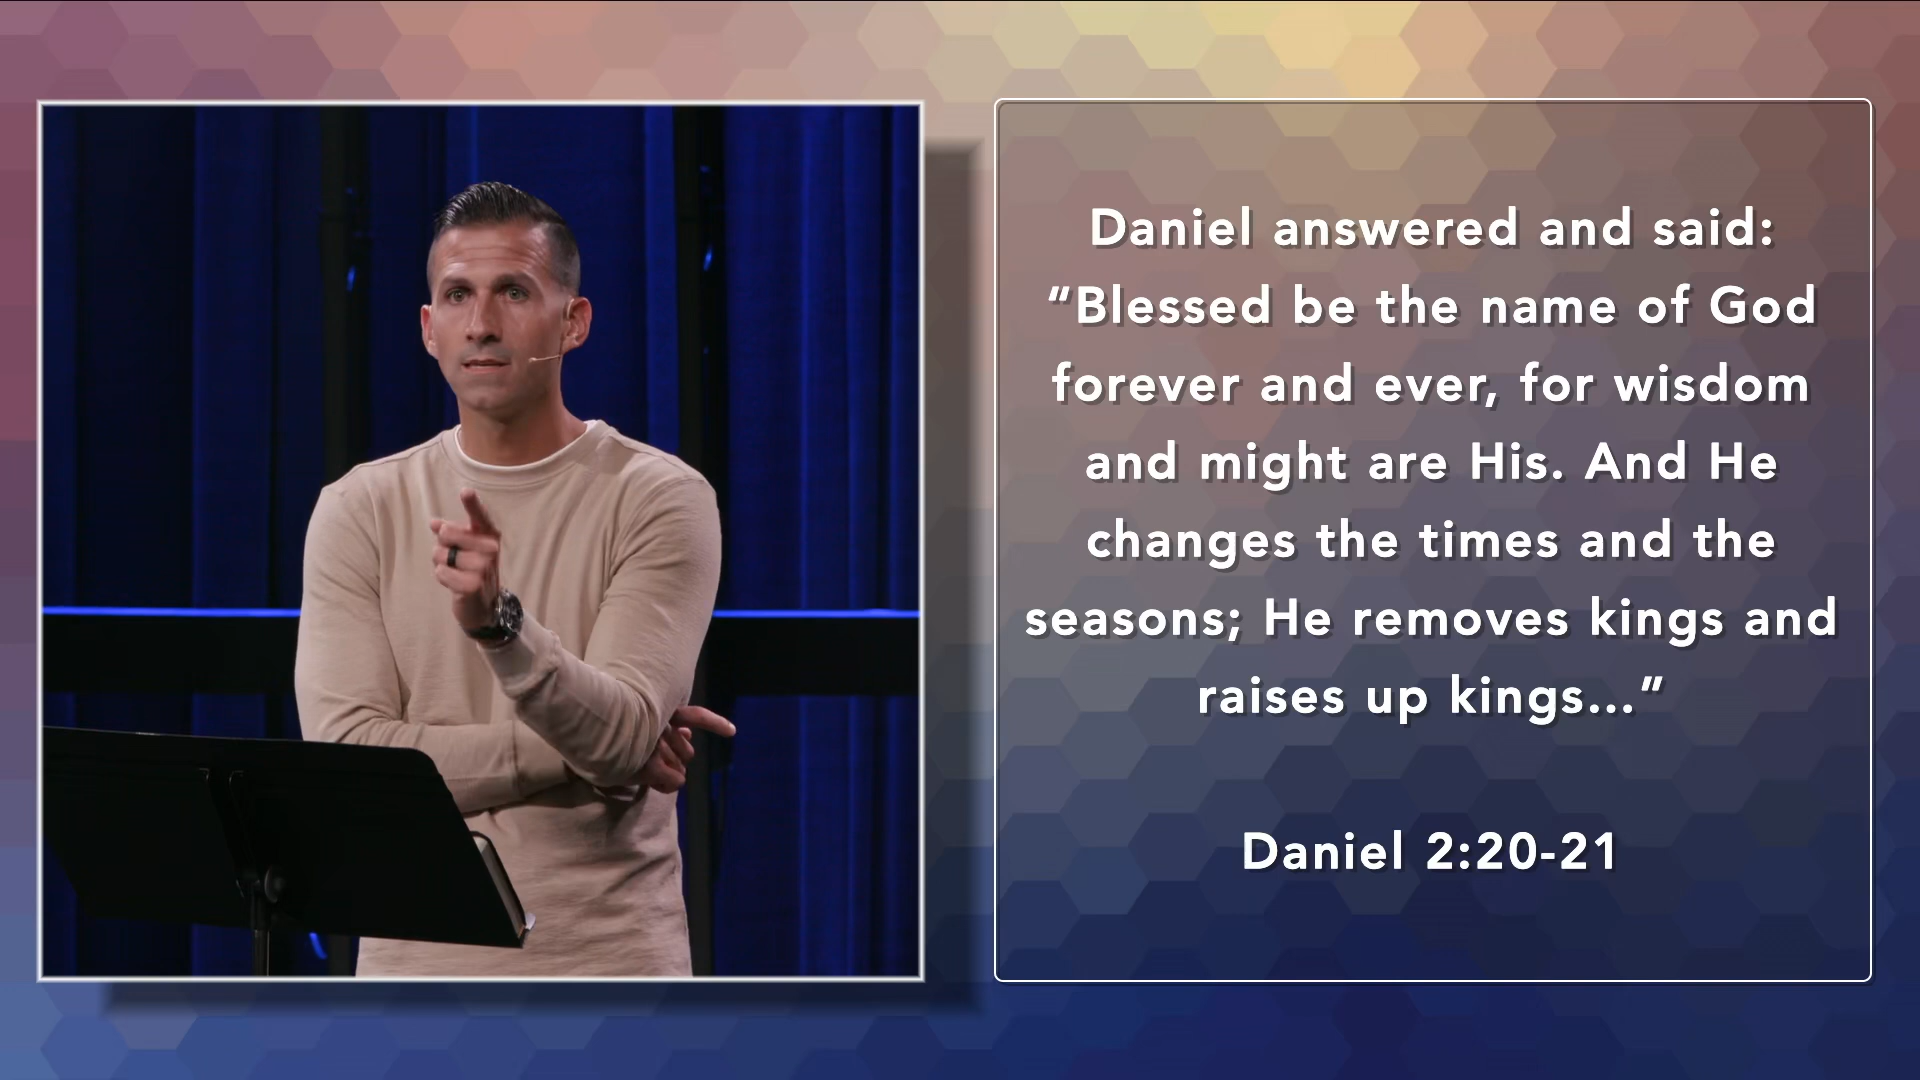 Daniel answered and said:
“Blessed be the name of God
forever and ever, for wisdom
and might are His. And He
changes the times and the
seasons; He removes kings and
raises up kings...”
Daniel 2:20-21